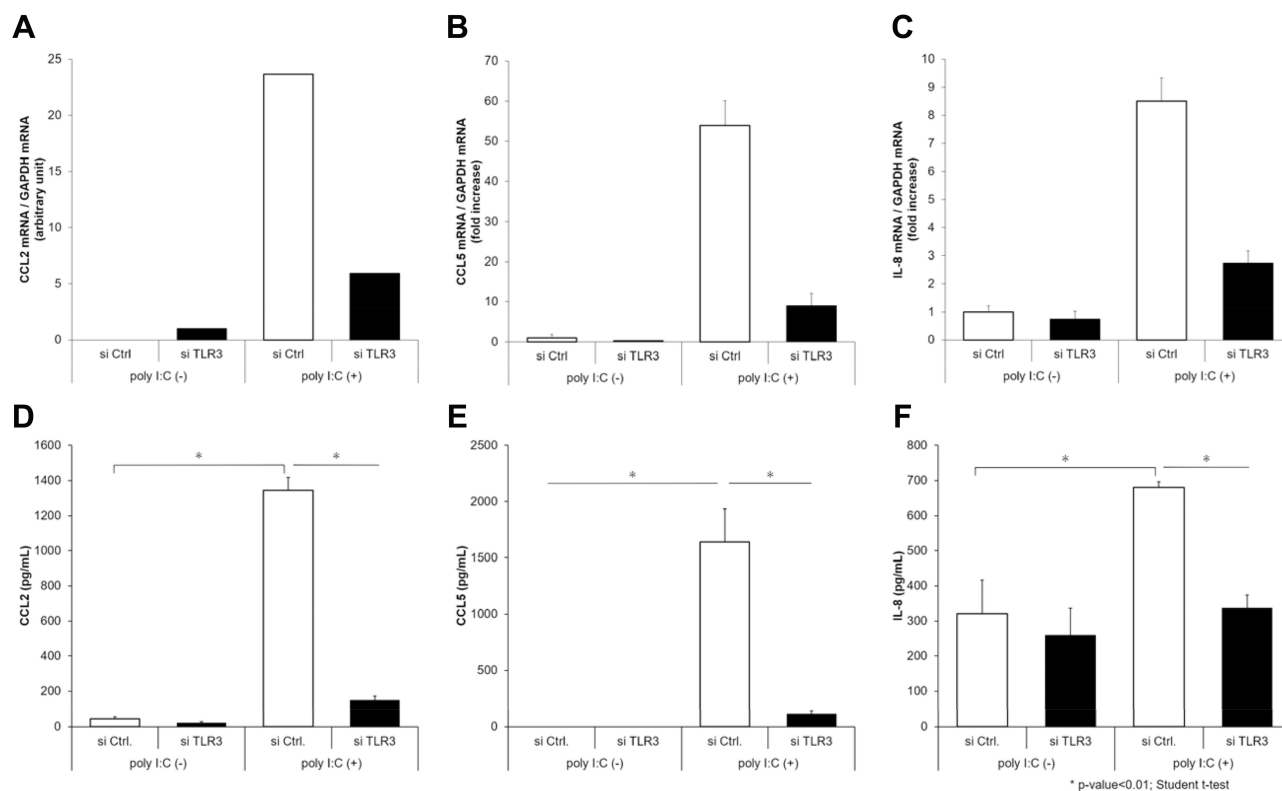 A
CCL2 mRNA / GAPDH mRNA
(arbitrary unit)
25
20
15
10
5
0
si Ctrl si TLR3 si Ctrl si TLR3
poly I:C (-) poly I:C (+)
B
CCL5 mRNA / GAPDH mRNA
(fold increase)
70
60
50
40
30
20
10
0
si Ctrl si TLR3 si Ctrl si TLR3
poly I:C (-) poly I:C (+)
C
IL-8 mRNA / GAPDH mRNA
(fold increase)
10
9
8
7
6
5
4
3
2
1
0
si Ctrl si TLR3 si Ctrl si TLR3
poly I:C (-) poly I:C (+)
D
CCL2 (pg/mL)
1600
1400
1200
1000
800
600
400
200
0
* *
si Ctrl. si TLR3 si Ctrl. si TLR3
poly I:C (-) poly I:C (+)
E
CCL5 (pg/mL)
2500
2000
1500
1000
500
0
* *
si Ctrl. si TLR3 si Ctrl. si TLR3
poly I:C (-) poly I:C (+)
F
IL-8 (pg/mL)
800
700
600
500
400
300
200
100
0
* *
si Ctrl. si TLR3 si Ctrl. si TLR3
poly I:C (-) poly I:C (+)
* p-value<0.01; Student t-test